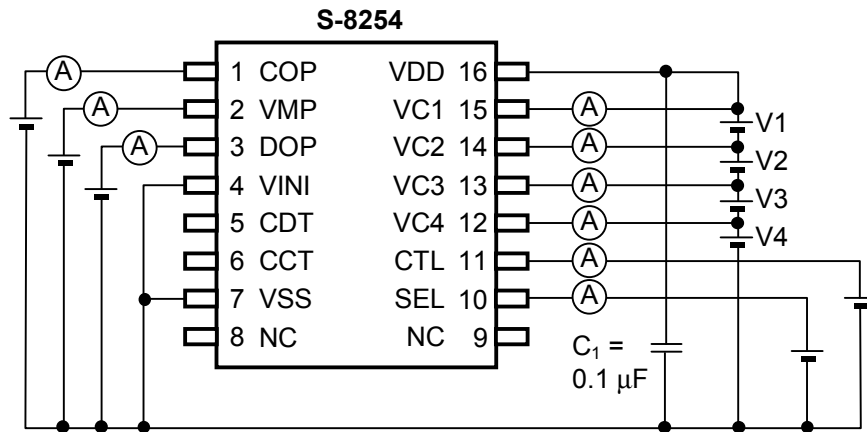 S-8254
A 1 COP VDD 16
A 2 VMP VC1 15 A V1
A 3 DOP VC2 14 A V2
4 VINI VC3 13 A V3
5 CDT VC4 12 A V4
6 CCT CTL 11 A
7 VSS SEL 10 A
8 NC NC 9
C₁ =
0.1 μF